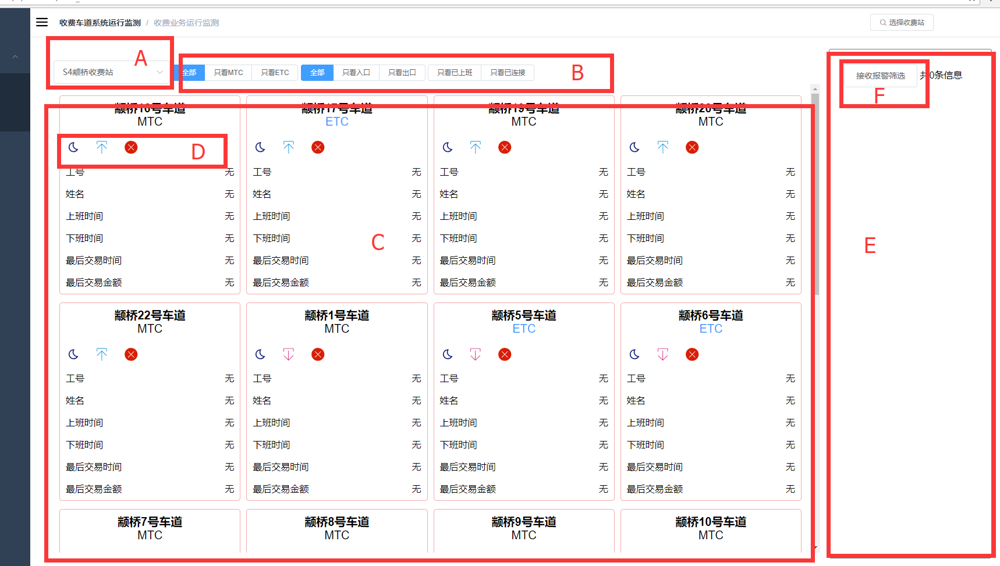 收费车道系统运行监测 / 收费业务运行监测
选择收费站
A
S4颛桥收费站
B
全部 只看MTC 只看ETC 全部 只看入口 只看出口 只看已上班 只看已连接
接收报警筛选 共0条信息
F
颛桥16号车道 颛桥17号车道 颛桥19号车道 颛桥20号车道
MTC ETC MTC MTC
D
工号 无 工号 无 工号 无 工号 无
姓名 无 姓名 无 姓名 无 姓名 无
上班时间 无 上班时间 无 上班时间 无 上班时间 无
下班时间 无 下班时间 无 下班时间 无 下班时间 无
C
E
最后交易时间 无 最后交易时间 无 最后交易时间 无 最后交易时间 无
最后交易金额 无 最后交易金额 无 最后交易金额 无 最后交易金额 无
颛桥22号车道 颛桥1号车道 颛桥5号车道 颛桥6号车道
MTC MTC ETC ETC
工号 无 工号 无 工号 无 工号 无
姓名 无 姓名 无 姓名 无 姓名 无
上班时间 无 上班时间 无 上班时间 无 上班时间 无
下班时间 无 下班时间 无 下班时间 无 下班时间 无
最后交易时间 无 最后交易时间 无 最后交易时间 无 最后交易时间 无
最后交易金额 无 最后交易金额 无 最后交易金额 无 最后交易金额 无
颛桥7号车道 颛桥8号车道 颛桥9号车道 颛桥10号车道
MTC MTC MTC MTC